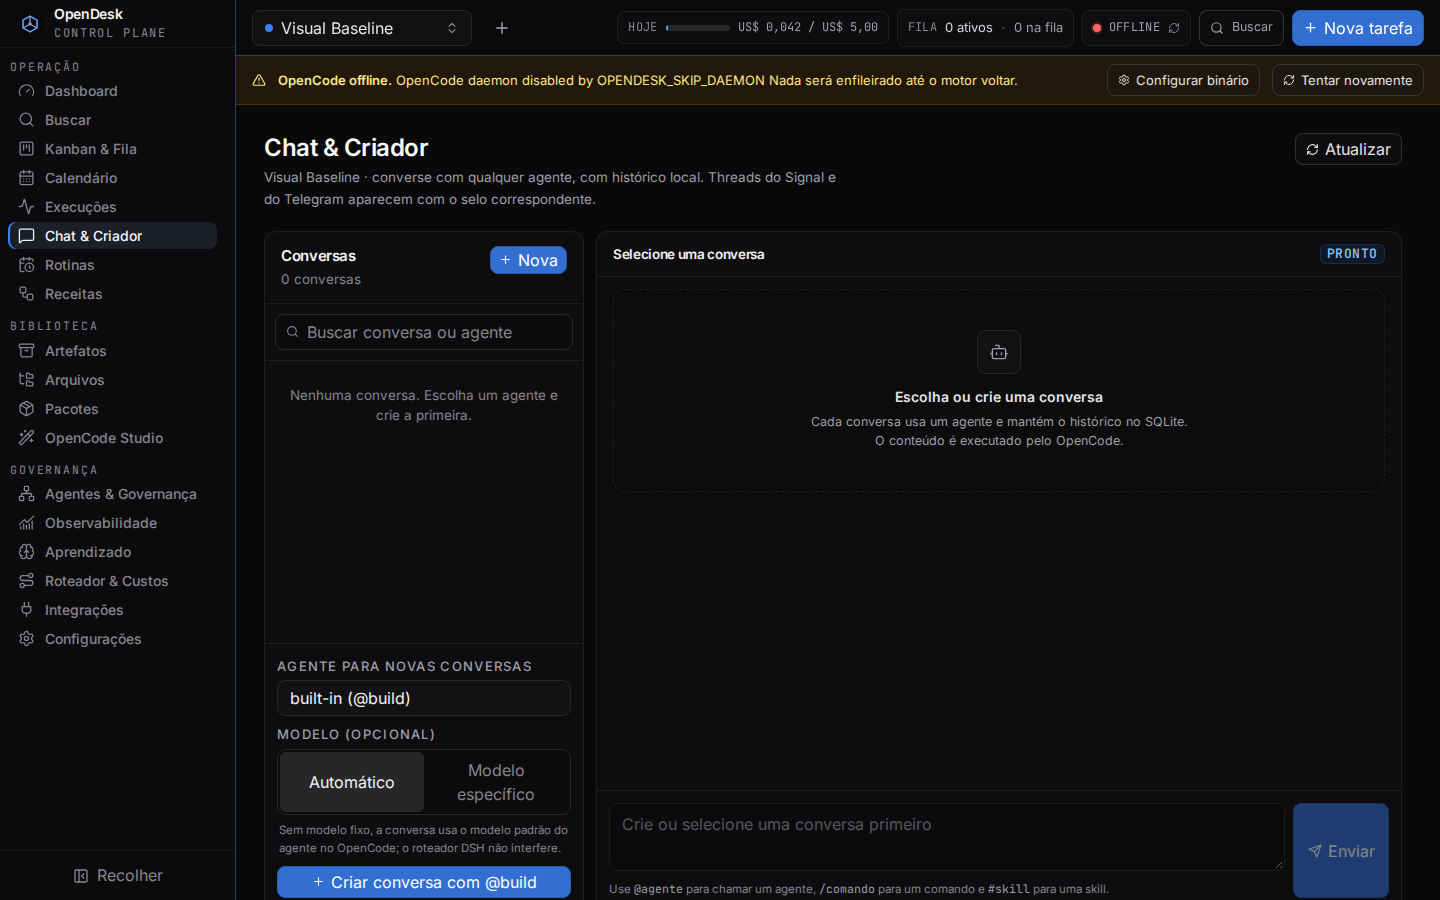 OpenDesk
CONTROL PLANE
OPERAÇÃO
Dashboard
Buscar
Kanban & Fila
Calendário
Execuções
Chat & Criador
Rotinas
Receitas
BIBLIOTECA
Artefatos
Arquivos
Pacotes
OpenCode Studio
GOVERNANÇA
Agentes & Governança
Observabilidade
Aprendizado
Roteador & Custos
Integrações
Configurações
Recolher
Visual Baseline
HOJE US$ 0,042 / US$ 5,00
FILA 0 ativos · 0 na fila
OFFLINE
Buscar
Nova tarefa
OpenCode offline. OpenCode daemon disabled by OPENDESK_SKIP_DAEMON Nada será enfileirado até o motor voltar.
Configurar binário
Tentar novamente
Chat & Criador
Visual Baseline · converse com qualquer agente, com histórico local. Threads do Signal e
do Telegram aparecem com o selo correspondente.
Atualizar
Conversas
0 conversas
Nova
Buscar conversa ou agente
Nenhuma conversa. Escolha um agente e
crie a primeira.
AGENTE PARA NOVAS CONVERSAS
built-in (@build)
MODELO (OPCIONAL)
Automático
Modelo
específico
Sem modelo fixo, a conversa usa o modelo padrão do
agente no OpenCode; o roteador DSH não interfere.
Criar conversa com @build
Selecione uma conversa
PRONTO
Escolha ou crie uma conversa
Cada conversa usa um agente e mantém o histórico no SQLite.
O conteúdo é executado pelo OpenCode.
Crie ou selecione uma conversa primeiro
Enviar
Use @agente para chamar um agente, /comando para um comando e #skill para uma skill.